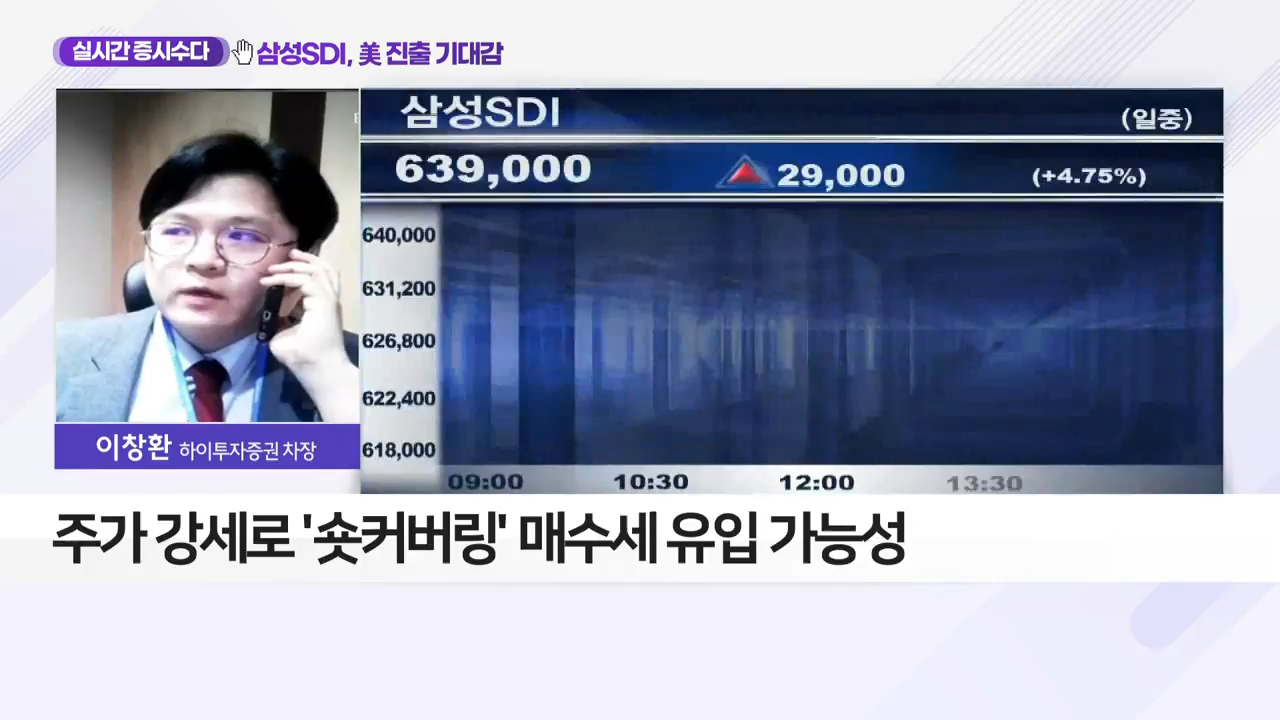 실시간 증시수다
삼성SDI, 美 진출 기대감
삼성SDI
(일중)
639,000
29,000
(+4.75%)
640,000
631,200
626,800
622,400
618,000
09:00 10:30 12:00 13:30
이창환 하이투자증권 차장
주가 강세로 '숏커버링' 매수세 유입 가능성